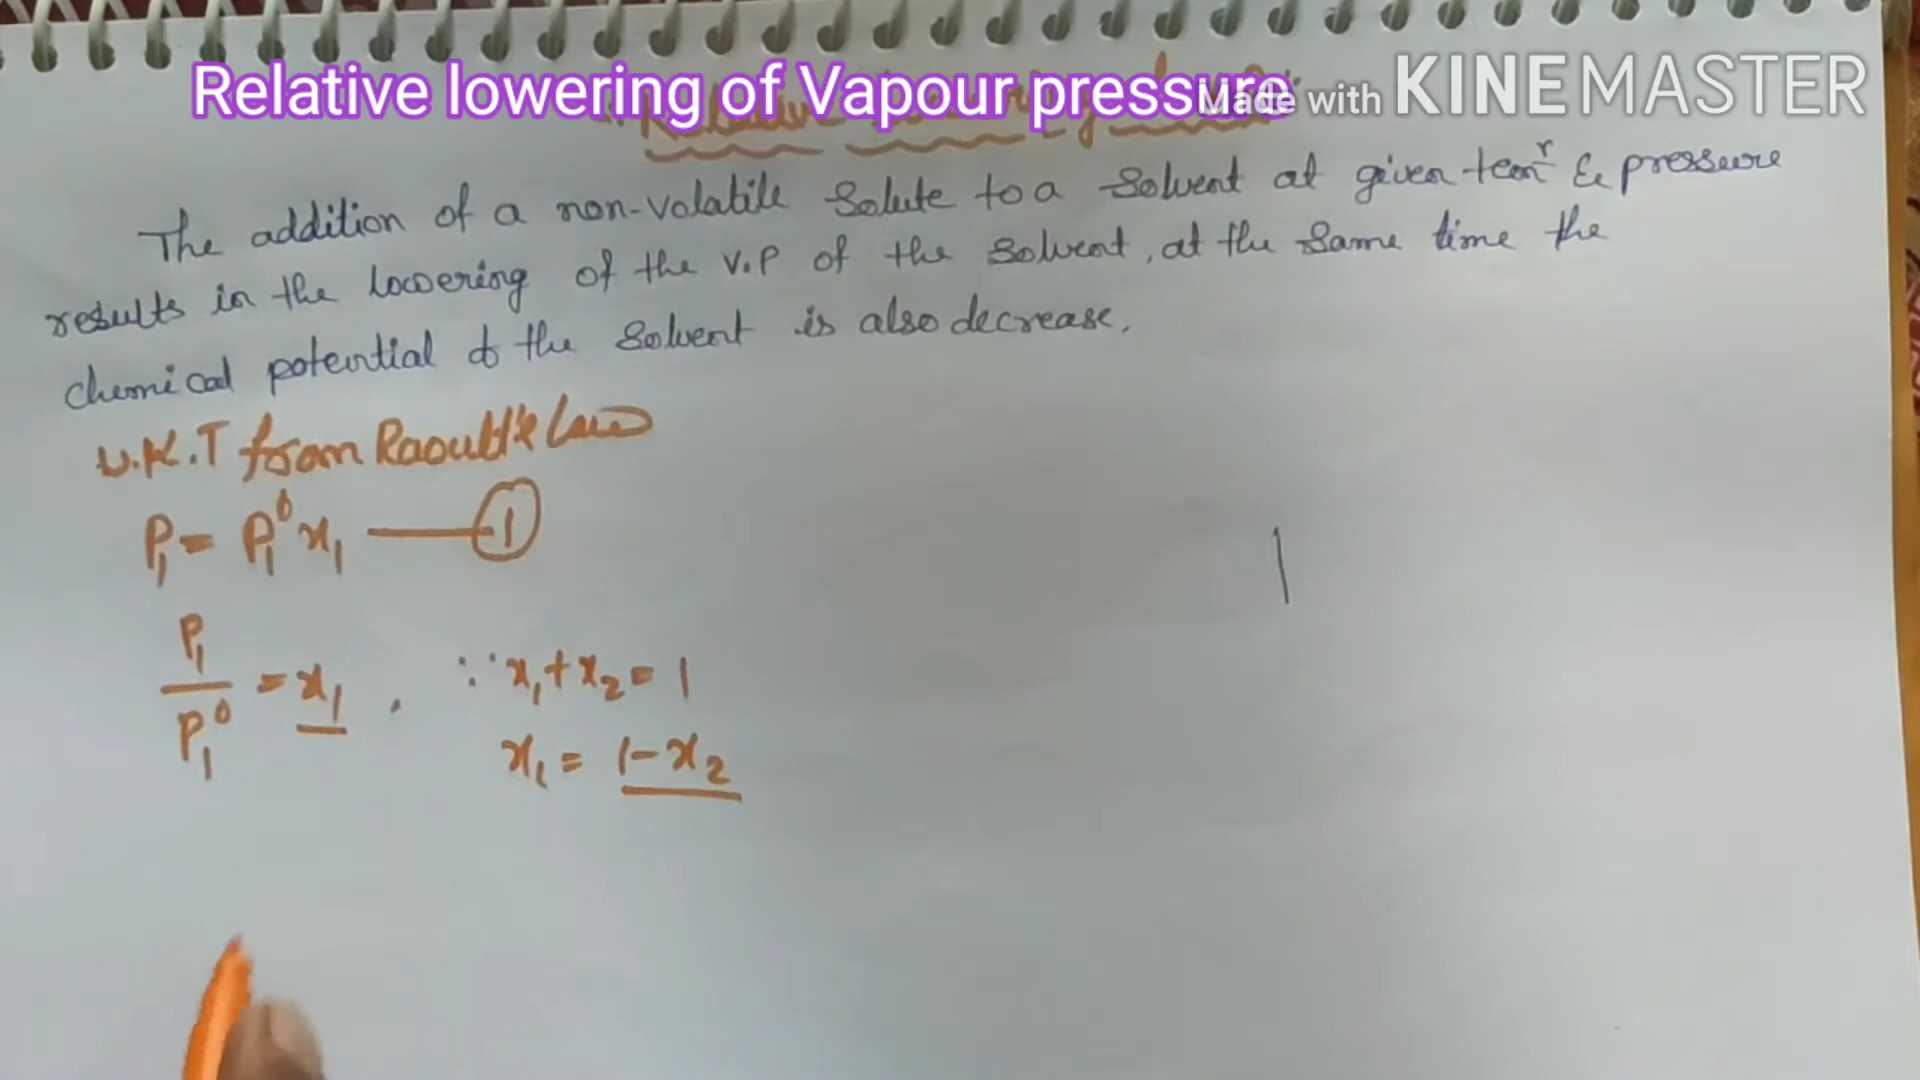 Relative lowering of Vapour pressure
Made with KINEMASTER
The addition of a non-volatile solute to a solvent at given temʳ & pressure
results in the lowering of the V.P of the solvent, at the same time the
chemical potential of the solvent is also decrease.
W.K.T from Raoult's law
P₁ = P₁⁰ x₁ —— ①
P₁/P₁⁰ = x₁ , ∵ x₁ + x₂ = 1
x₁ = 1 - x₂